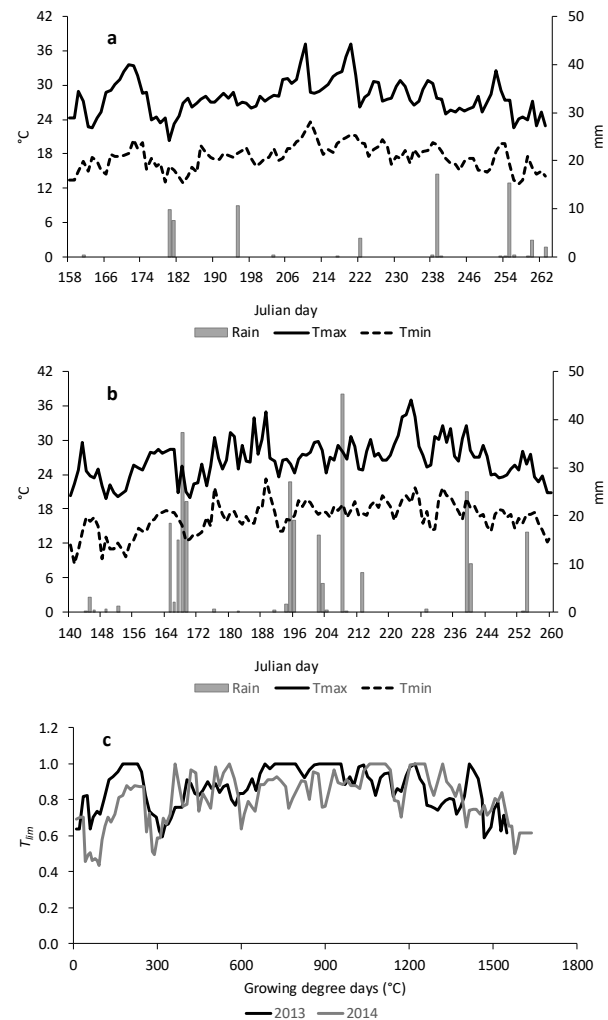 a
42 36 30 24 18 12 6 0
°C
50 40 30 20 10 0
mm
158 166 174 182 190 198 206 214 222 230 238 246 254 262
Julian day
Rain Tmax Tmin
b
42 36 30 24 18 12 6 0
°C
50 40 30 20 10 0
mm
140 148 156 164 172 180 188 196 204 212 220 228 236 244 252 260
Julian day
Rain Tmax Tmin
c
1.2 1.0 0.8 0.6 0.4 0.2 0.0
Tlim
0 300 600 900 1200 1500 1800
Growing degree days (°C)
2013 2014